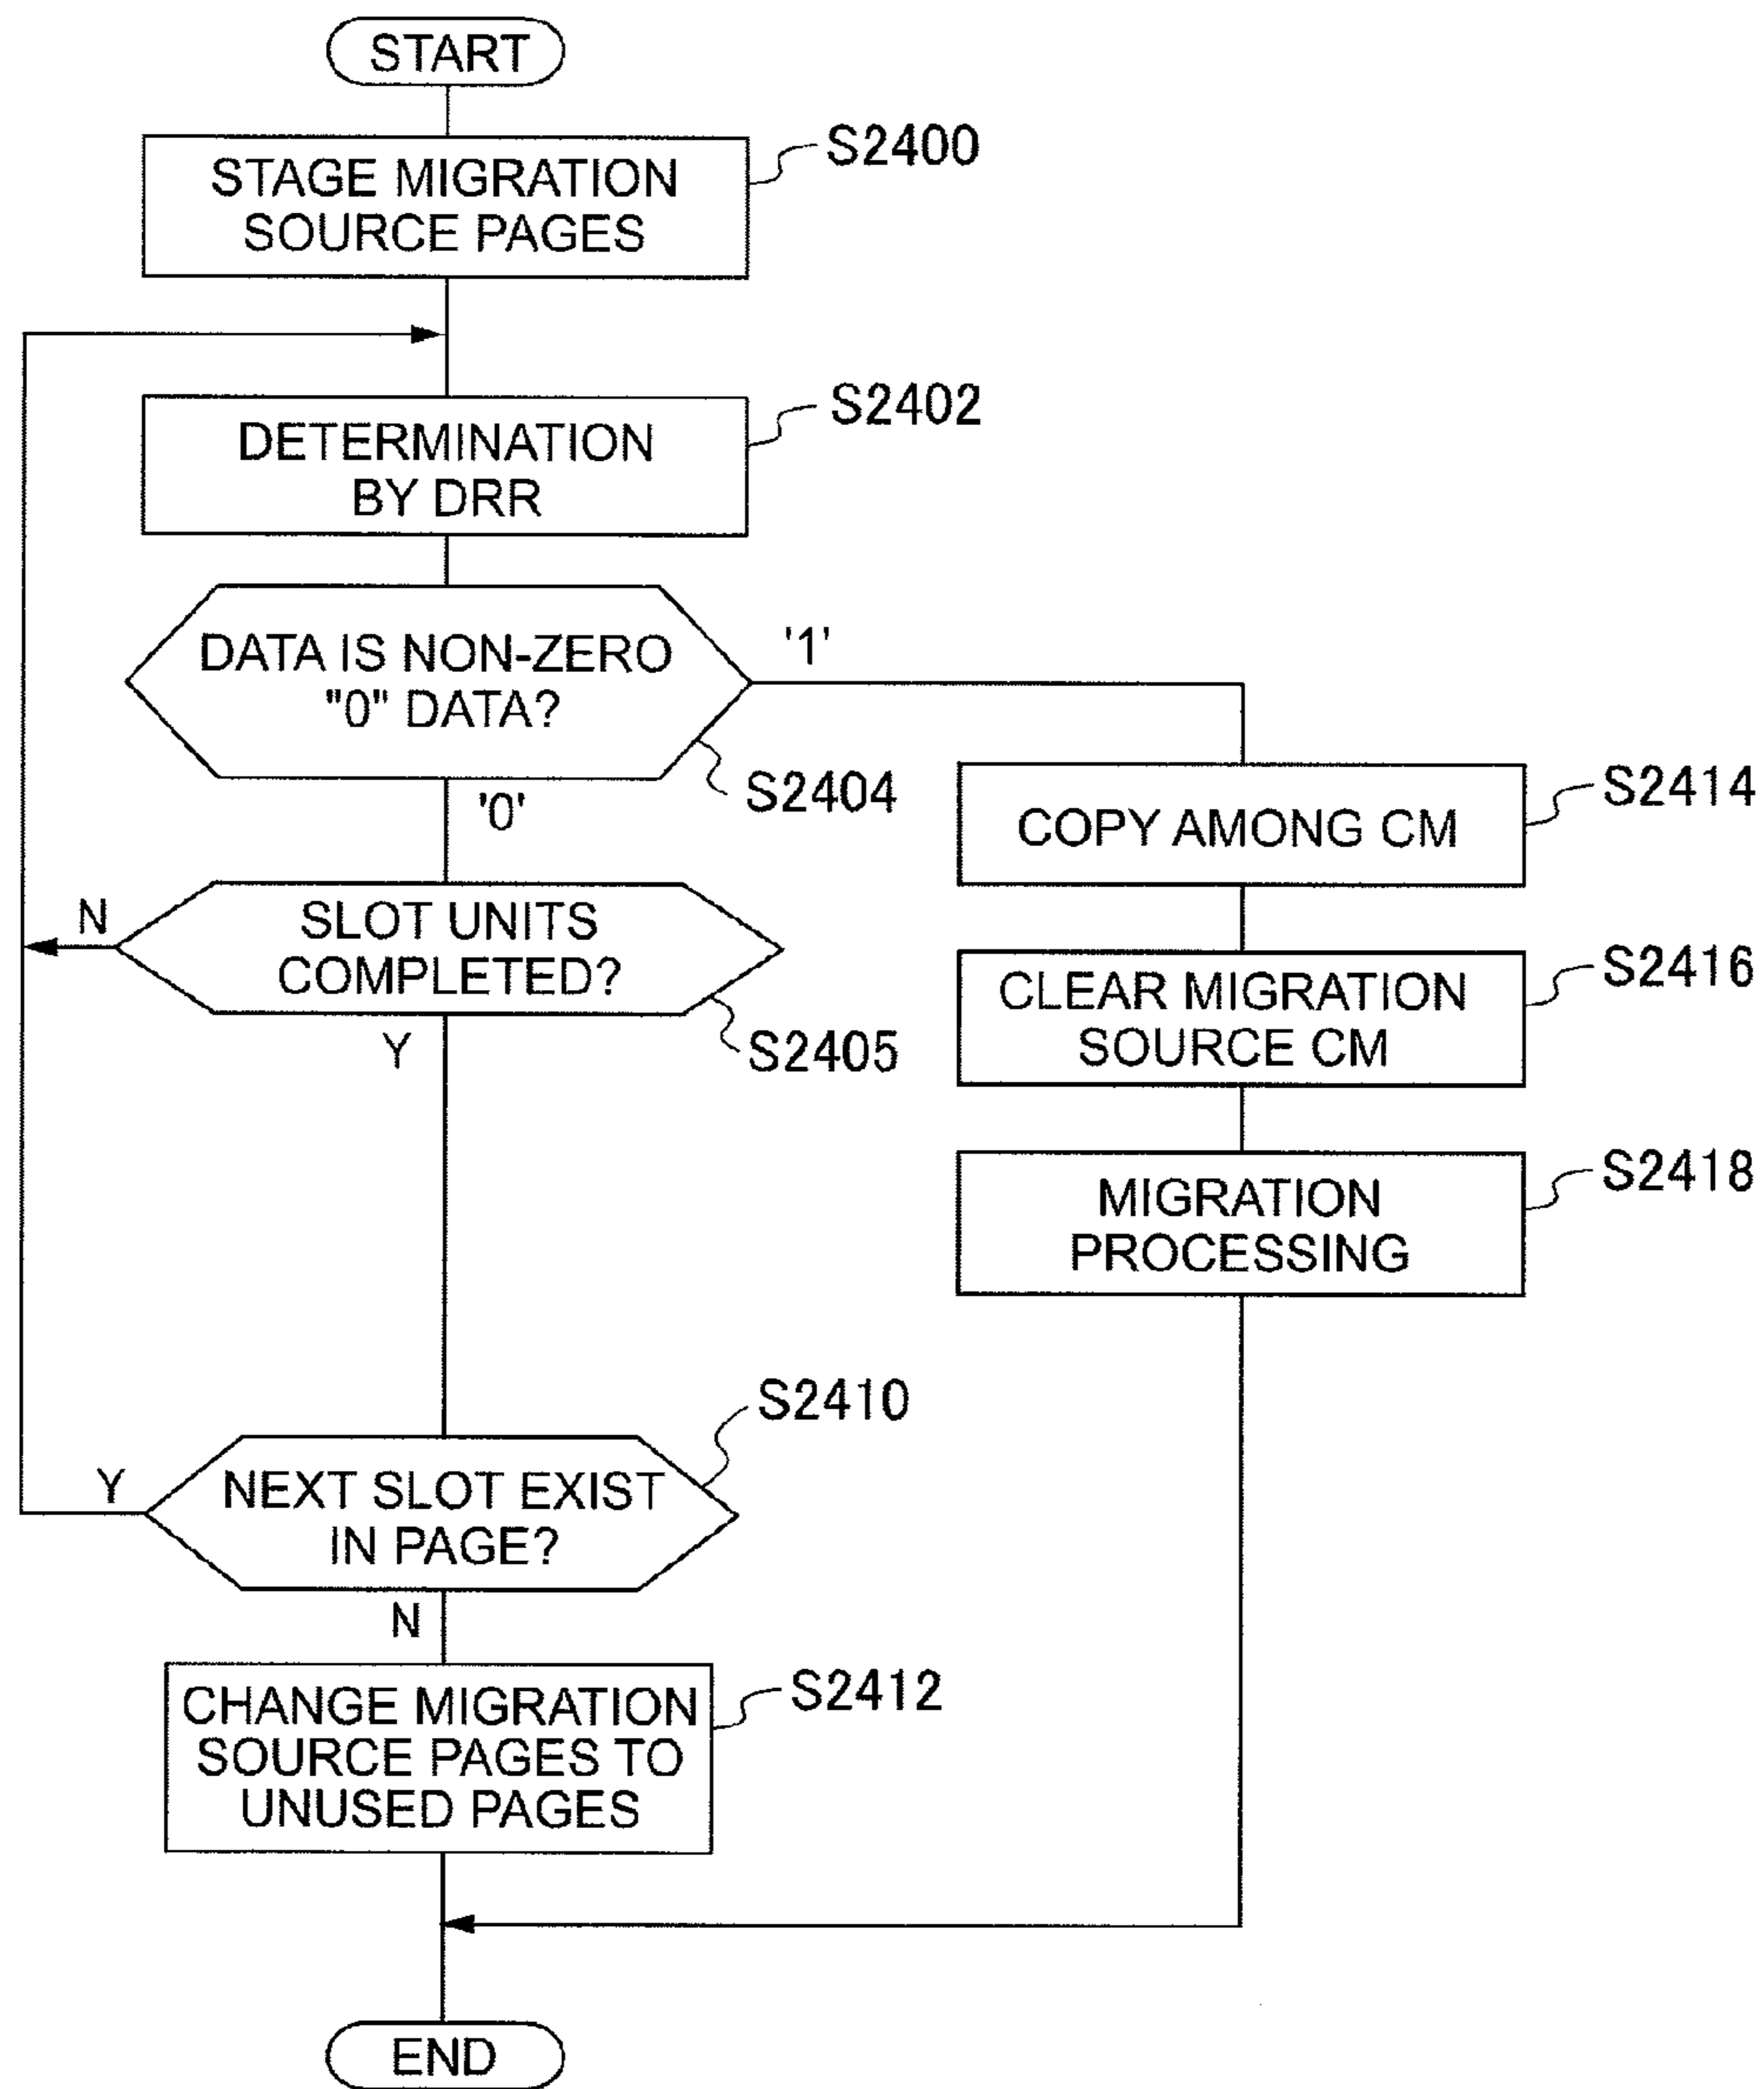 START
STAGE MIGRATION
SOURCE PAGES
S2400
DETERMINATION
BY DRR
S2402
DATA IS NON-ZERO
"0" DATA?
'1'
S2404
'0'
COPY AMONG CM
S2414
N
SLOT UNITS
COMPLETED?
Y
S2405
CLEAR MIGRATION
SOURCE CM
S2416
MIGRATION
PROCESSING
S2418
S2410
Y
NEXT SLOT EXIST
IN PAGE?
N
CHANGE MIGRATION
SOURCE PAGES TO
UNUSED PAGES
S2412
END